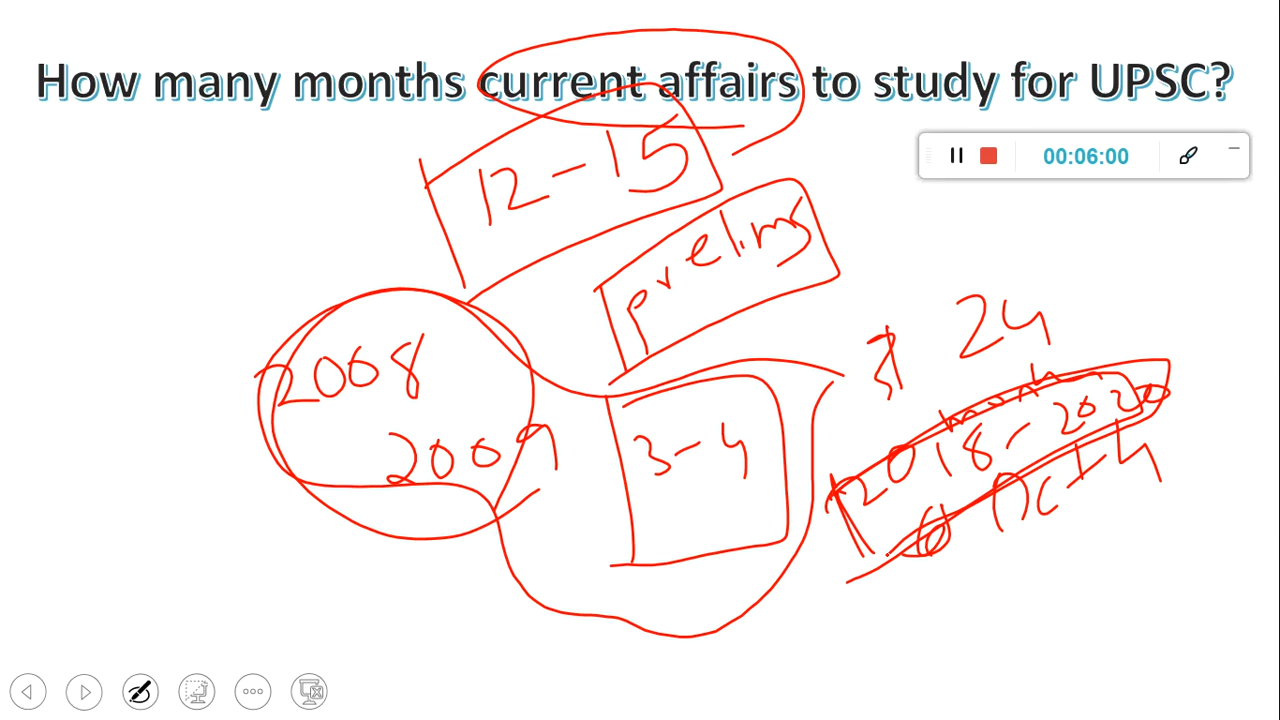 How many months current affairs to study for UPSC?
00:06:00
12-15
prelims
24
month
2008
2018-2020
2009
3-4